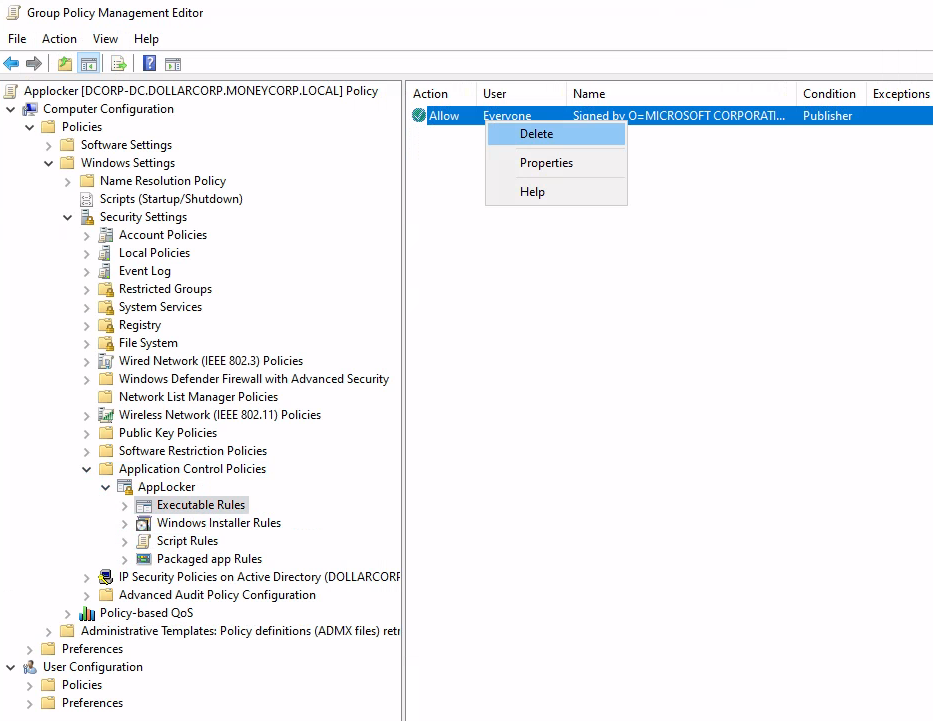 Group Policy Management Editor
File Action View Help
Applocker [DCORP-DC.DOLLARCORP.MONEYCORP.LOCAL] Policy
Computer Configuration
Policies
Software Settings
Windows Settings
Name Resolution Policy
Scripts (Startup/Shutdown)
Security Settings
Account Policies
Local Policies
Event Log
Restricted Groups
System Services
Registry
File System
Wired Network (IEEE 802.3) Policies
Windows Defender Firewall with Advanced Security
Network List Manager Policies
Wireless Network (IEEE 802.11) Policies
Public Key Policies
Software Restriction Policies
Application Control Policies
AppLocker
Executable Rules
Windows Installer Rules
Script Rules
Packaged app Rules
IP Security Policies on Active Directory (DOLLARCORP
Advanced Audit Policy Configuration
Policy-based QoS
Administrative Templates: Policy definitions (ADMX files) retr
Preferences
User Configuration
Policies
Preferences
Action User Name Condition Exceptions
Allow Everyone Signed by O=MICROSOFT CORPORATI... Publisher
Delete
Properties
Help